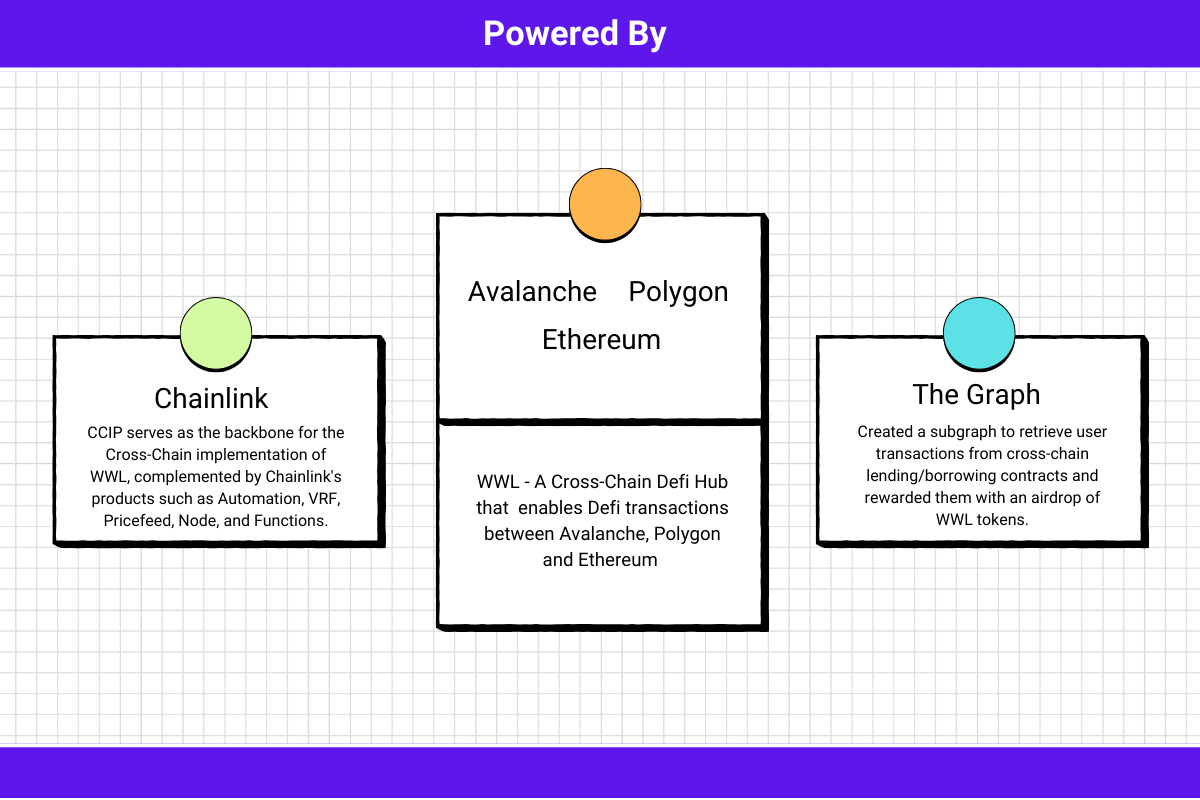 Powered By
Chainlink
CCIP serves as the backbone for the
Cross-Chain implementation of
WWL, complemented by Chainlink's
products such as Automation, VRF,
Pricefeed, Node, and Functions.
Avalanche Polygon
Ethereum
WWL - A Cross-Chain Defi Hub
that enables Defi transactions
between Avalanche, Polygon
and Ethereum
The Graph
Created a subgraph to retrieve user
transactions from cross-chain
lending/borrowing contracts and
rewarded them with an airdrop of
WWL tokens.